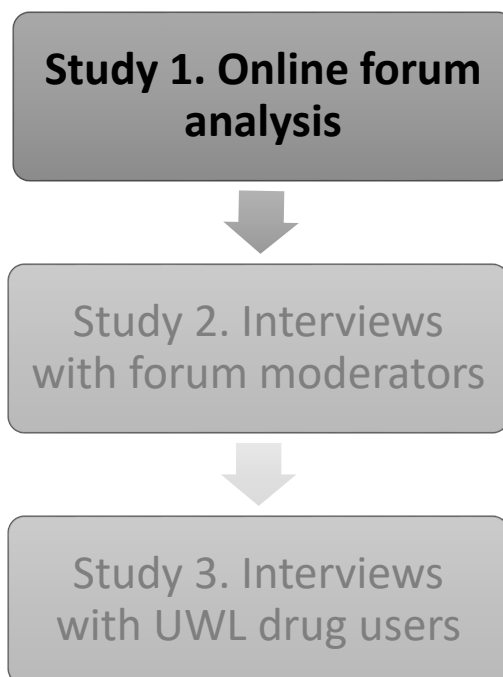 Study 1. Online forum
analysis
Study 2. Interviews
with forum moderators
Study 3. Interviews
with UWL drug users